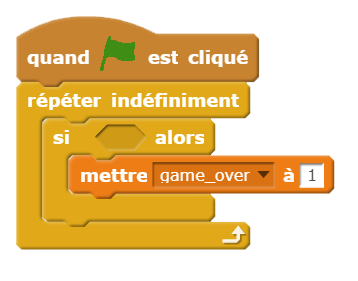 quand est cliqué
répéter indéfiniment
si alors
mettre game_over à 1